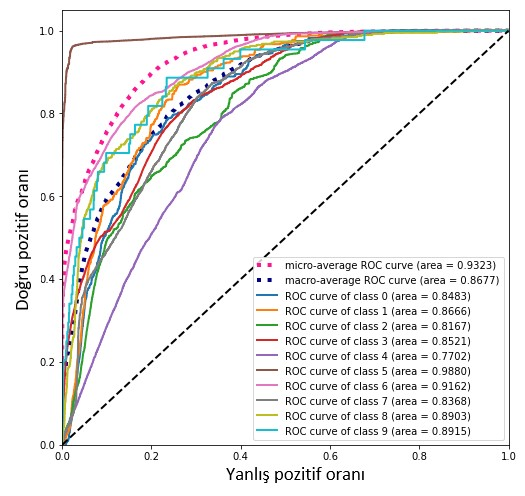 1.0
0.8
0.6
0.4
0.2
0.0
Doğru pozitif oranı
micro-average ROC curve (area = 0.9323)
macro-average ROC curve (area = 0.8677)
ROC curve of class 0 (area = 0.8483)
ROC curve of class 1 (area = 0.8666)
ROC curve of class 2 (area = 0.8167)
ROC curve of class 3 (area = 0.8521)
ROC curve of class 4 (area = 0.7702)
ROC curve of class 5 (area = 0.9880)
ROC curve of class 6 (area = 0.9162)
ROC curve of class 7 (area = 0.8368)
ROC curve of class 8 (area = 0.8903)
ROC curve of class 9 (area = 0.8915)
0.0 0.2 0.4 0.6 0.8 1.0
Yanlış pozitif oranı